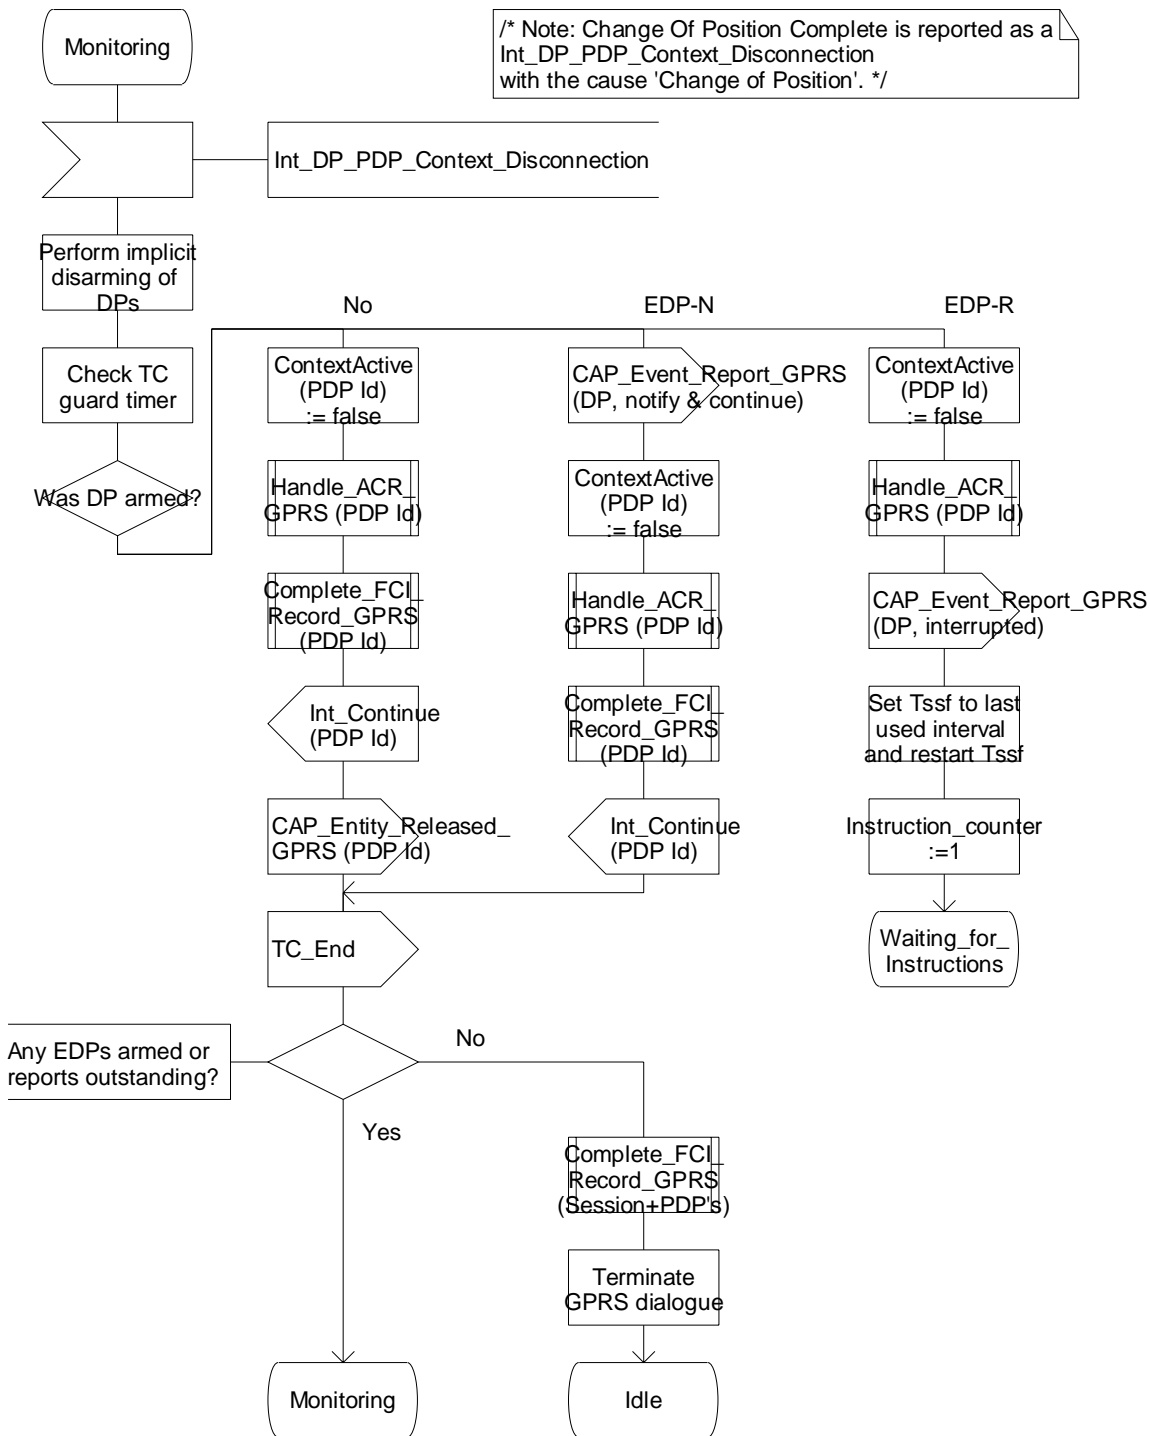 Monitoring
/* Note: Change Of Position Complete is reported as a
Int_DP_PDP_Context_Disconnection
with the cause 'Change of Position'. */
Int_DP_PDP_Context_Disconnection
Perform implicit
disarming of
DPs
Check TC
guard timer
Was DP armed?
No
ContextActive
(PDP Id)
:= false
Handle_ACR_
GPRS (PDP Id)
Complete_FCI_
Record_GPRS
(PDP Id)
Int_Continue
(PDP Id)
CAP_Entity_Released_
GPRS (PDP Id)
EDP-N
CAP_Event_Report_GPRS
(DP, notify & continue)
ContextActive
(PDP Id)
:= false
Handle_ACR_
GPRS (PDP Id)
Complete_FCI_
Record_GPRS
(PDP Id)
Int_Continue
(PDP Id)
EDP-R
ContextActive
(PDP Id)
:= false
Handle_ACR_
GPRS (PDP Id)
CAP_Event_Report_GPRS
(DP, interrupted)
Set Tssf to last
used interval
and restart Tssf
Instruction_counter
:=1
Waiting_for_
Instructions
TC_End
Any EDPs armed or
reports outstanding?
No
Yes
Complete_FCI_
Record_GPRS
(Session+PDP's)
Terminate
GPRS dialogue
Monitoring
Idle